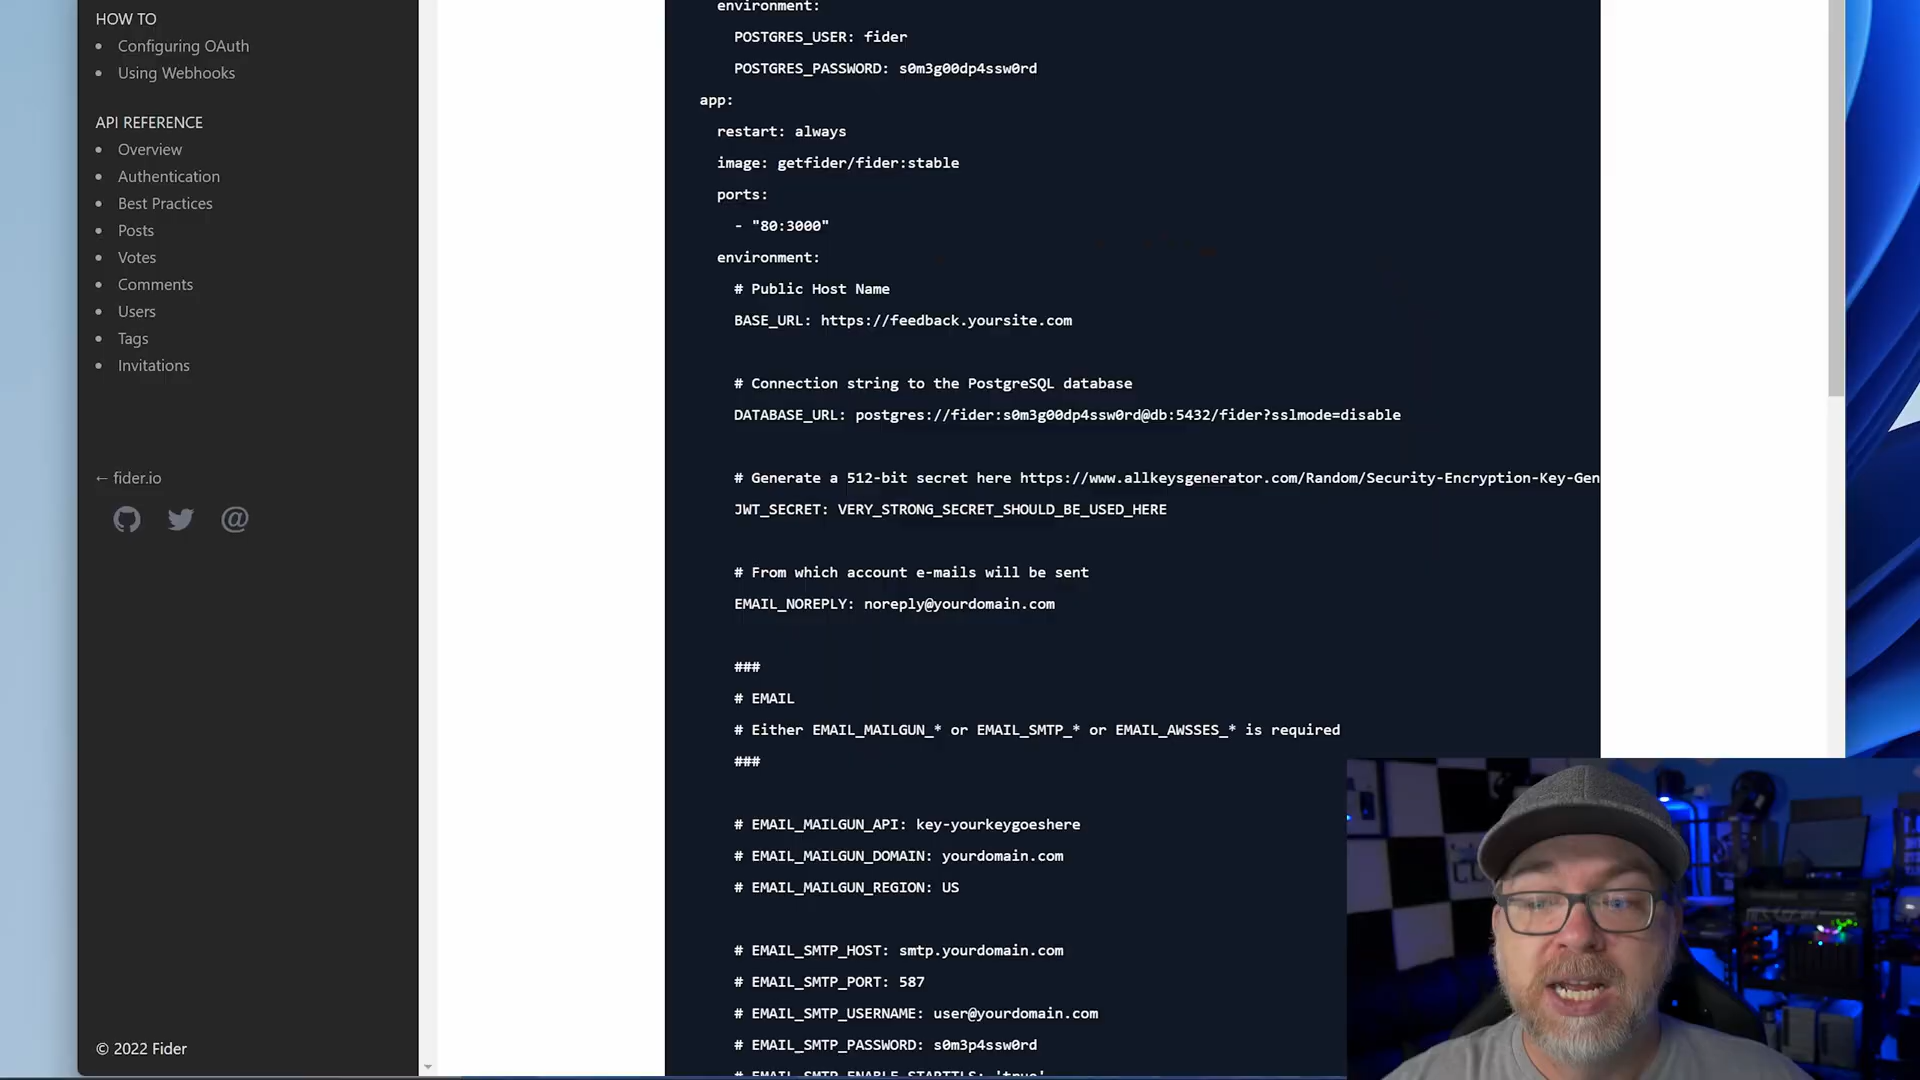 HOW TO
Configuring OAuth
Using Webhooks
API REFERENCE
Overview
Authentication
Best Practices
Posts
Votes
Comments
Users
Tags
Invitations
← fider.io
© 2022 Fider
environment:
POSTGRES_USER: fider
POSTGRES_PASSWORD: s0m3g00dp4ssw0rd
app:
restart: always
image: getfider/fider:stable
ports:
- "80:3000"
environment:
# Public Host Name
BASE_URL: https://feedback.yoursite.com
# Connection string to the PostgreSQL database
DATABASE_URL: postgres://fider:s0m3g00dp4ssw0rd@db:5432/fider?sslmode=disable
# Generate a 512-bit secret here https://www.allkeysgenerator.com/Random/Security-Encryption-Key-Gen
JWT_SECRET: VERY_STRONG_SECRET_SHOULD_BE_USED_HERE
# From which account e-mails will be sent
EMAIL_NOREPLY: noreply@yourdomain.com
###
# EMAIL
# Either EMAIL_MAILGUN_* or EMAIL_SMTP_* or EMAIL_AWSSES_* is required
###
# EMAIL_MAILGUN_API: key-yourkeygoeshere
# EMAIL_MAILGUN_DOMAIN: yourdomain.com
# EMAIL_MAILGUN_REGION: US
# EMAIL_SMTP_HOST: smtp.yourdomain.com
# EMAIL_SMTP_PORT: 587
# EMAIL_SMTP_USERNAME: user@yourdomain.com
# EMAIL_SMTP_PASSWORD: s0m3p4ssw0rd
# EMAIL_SMTP_ENABLE_STARTTLS: 'true'